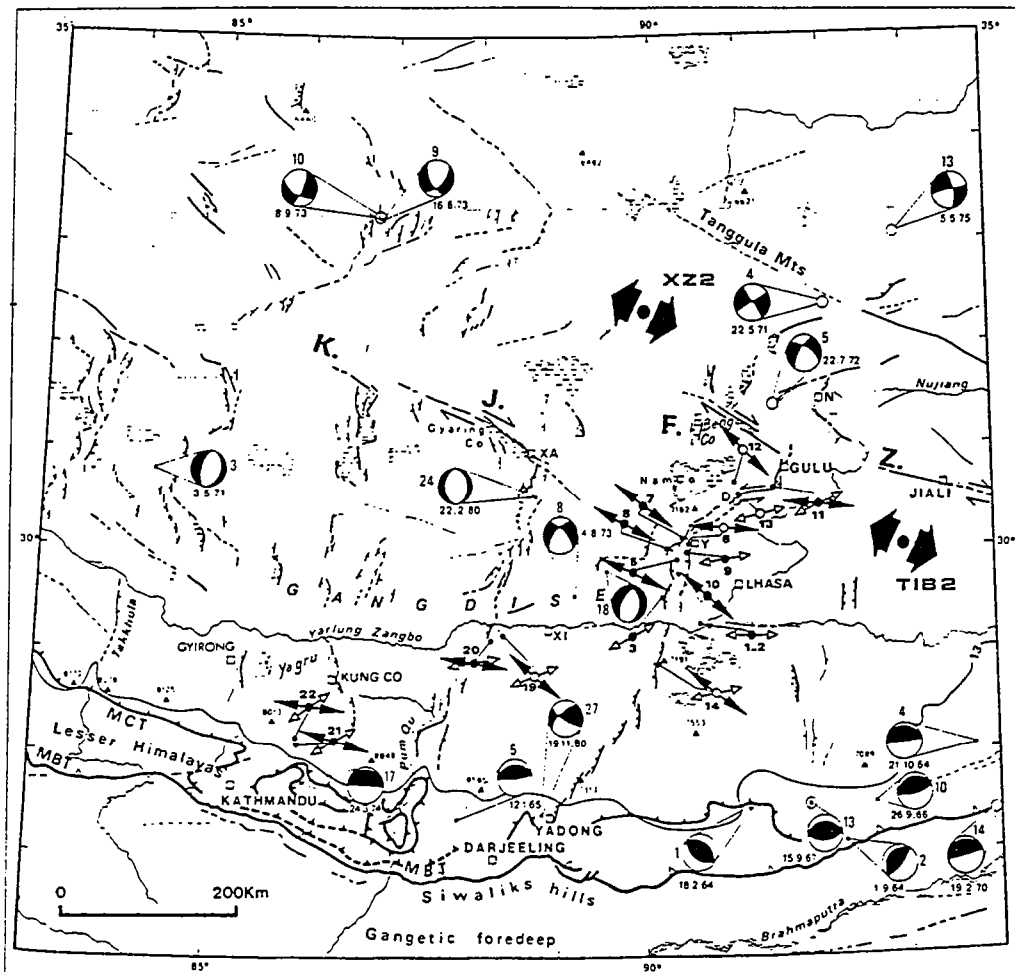 35°
85°
90°
35°
10
9
13
8 9 73
16 8 73
5 5 75
Tanggula Mts
XZ2
4
22 5 71
5
22.7 72
K.
J.
Gyaring
Co
XA
F.
Beng
Co
N
Nujiang
12
GULU
Z.
JIALI
3
3.5 71
24
22.2 80
8
4 8.73
Nam Co
7
D
11
13
6
Y
9
10
LHASA
30°
30°
TIB2
E
18
G A N G D I S
Yarlung Zangbo
XI
3
1_2
Takkhola
GYIRONG
Yagru
KUNG CO
20
19
14
22
21
Pum Qu
27
19 11.80
MCT
Lesser Himalayas
MBT
KATHMANDU
17
5
12 1 65
YADONG
DARJEELING
MBT
Siwaliks hills
4
21 10 64
10
26 9.66
13
14
1
18 2 64
2
1 9 64
19 2 70
0
200Km
Gangetic foredeep
Brahmaputra
85°
90°